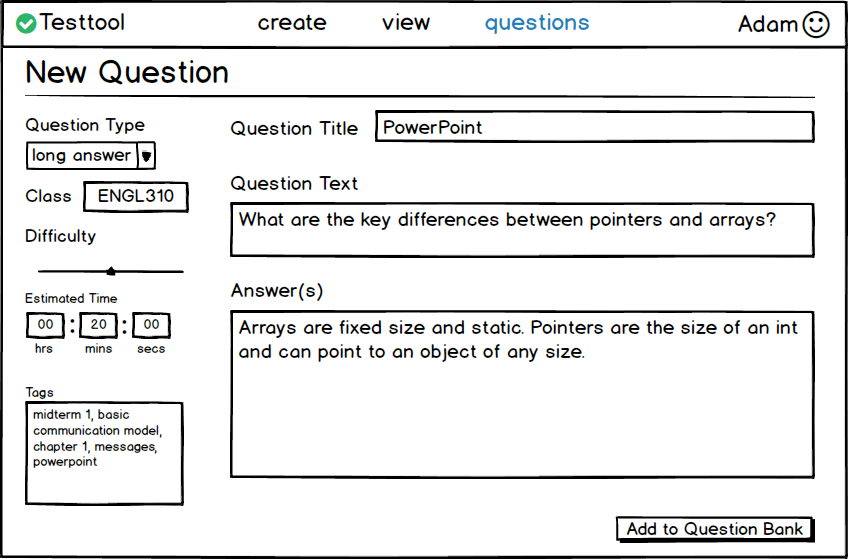 Testtool create view questions Adam
New Question
Question Type
long answer
Class ENGL310
Difficulty
Estimated Time
00 : 20 : 00
hrs mins secs
Tags
midterm 1, basic
communication model,
chapter 1, messages,
powerpoint
Question Title PowerPoint
Question Text
What are the key differences between pointers and arrays?
Answer(s)
Arrays are fixed size and static. Pointers are the size of an int
and can point to an object of any size.
Add to Question Bank